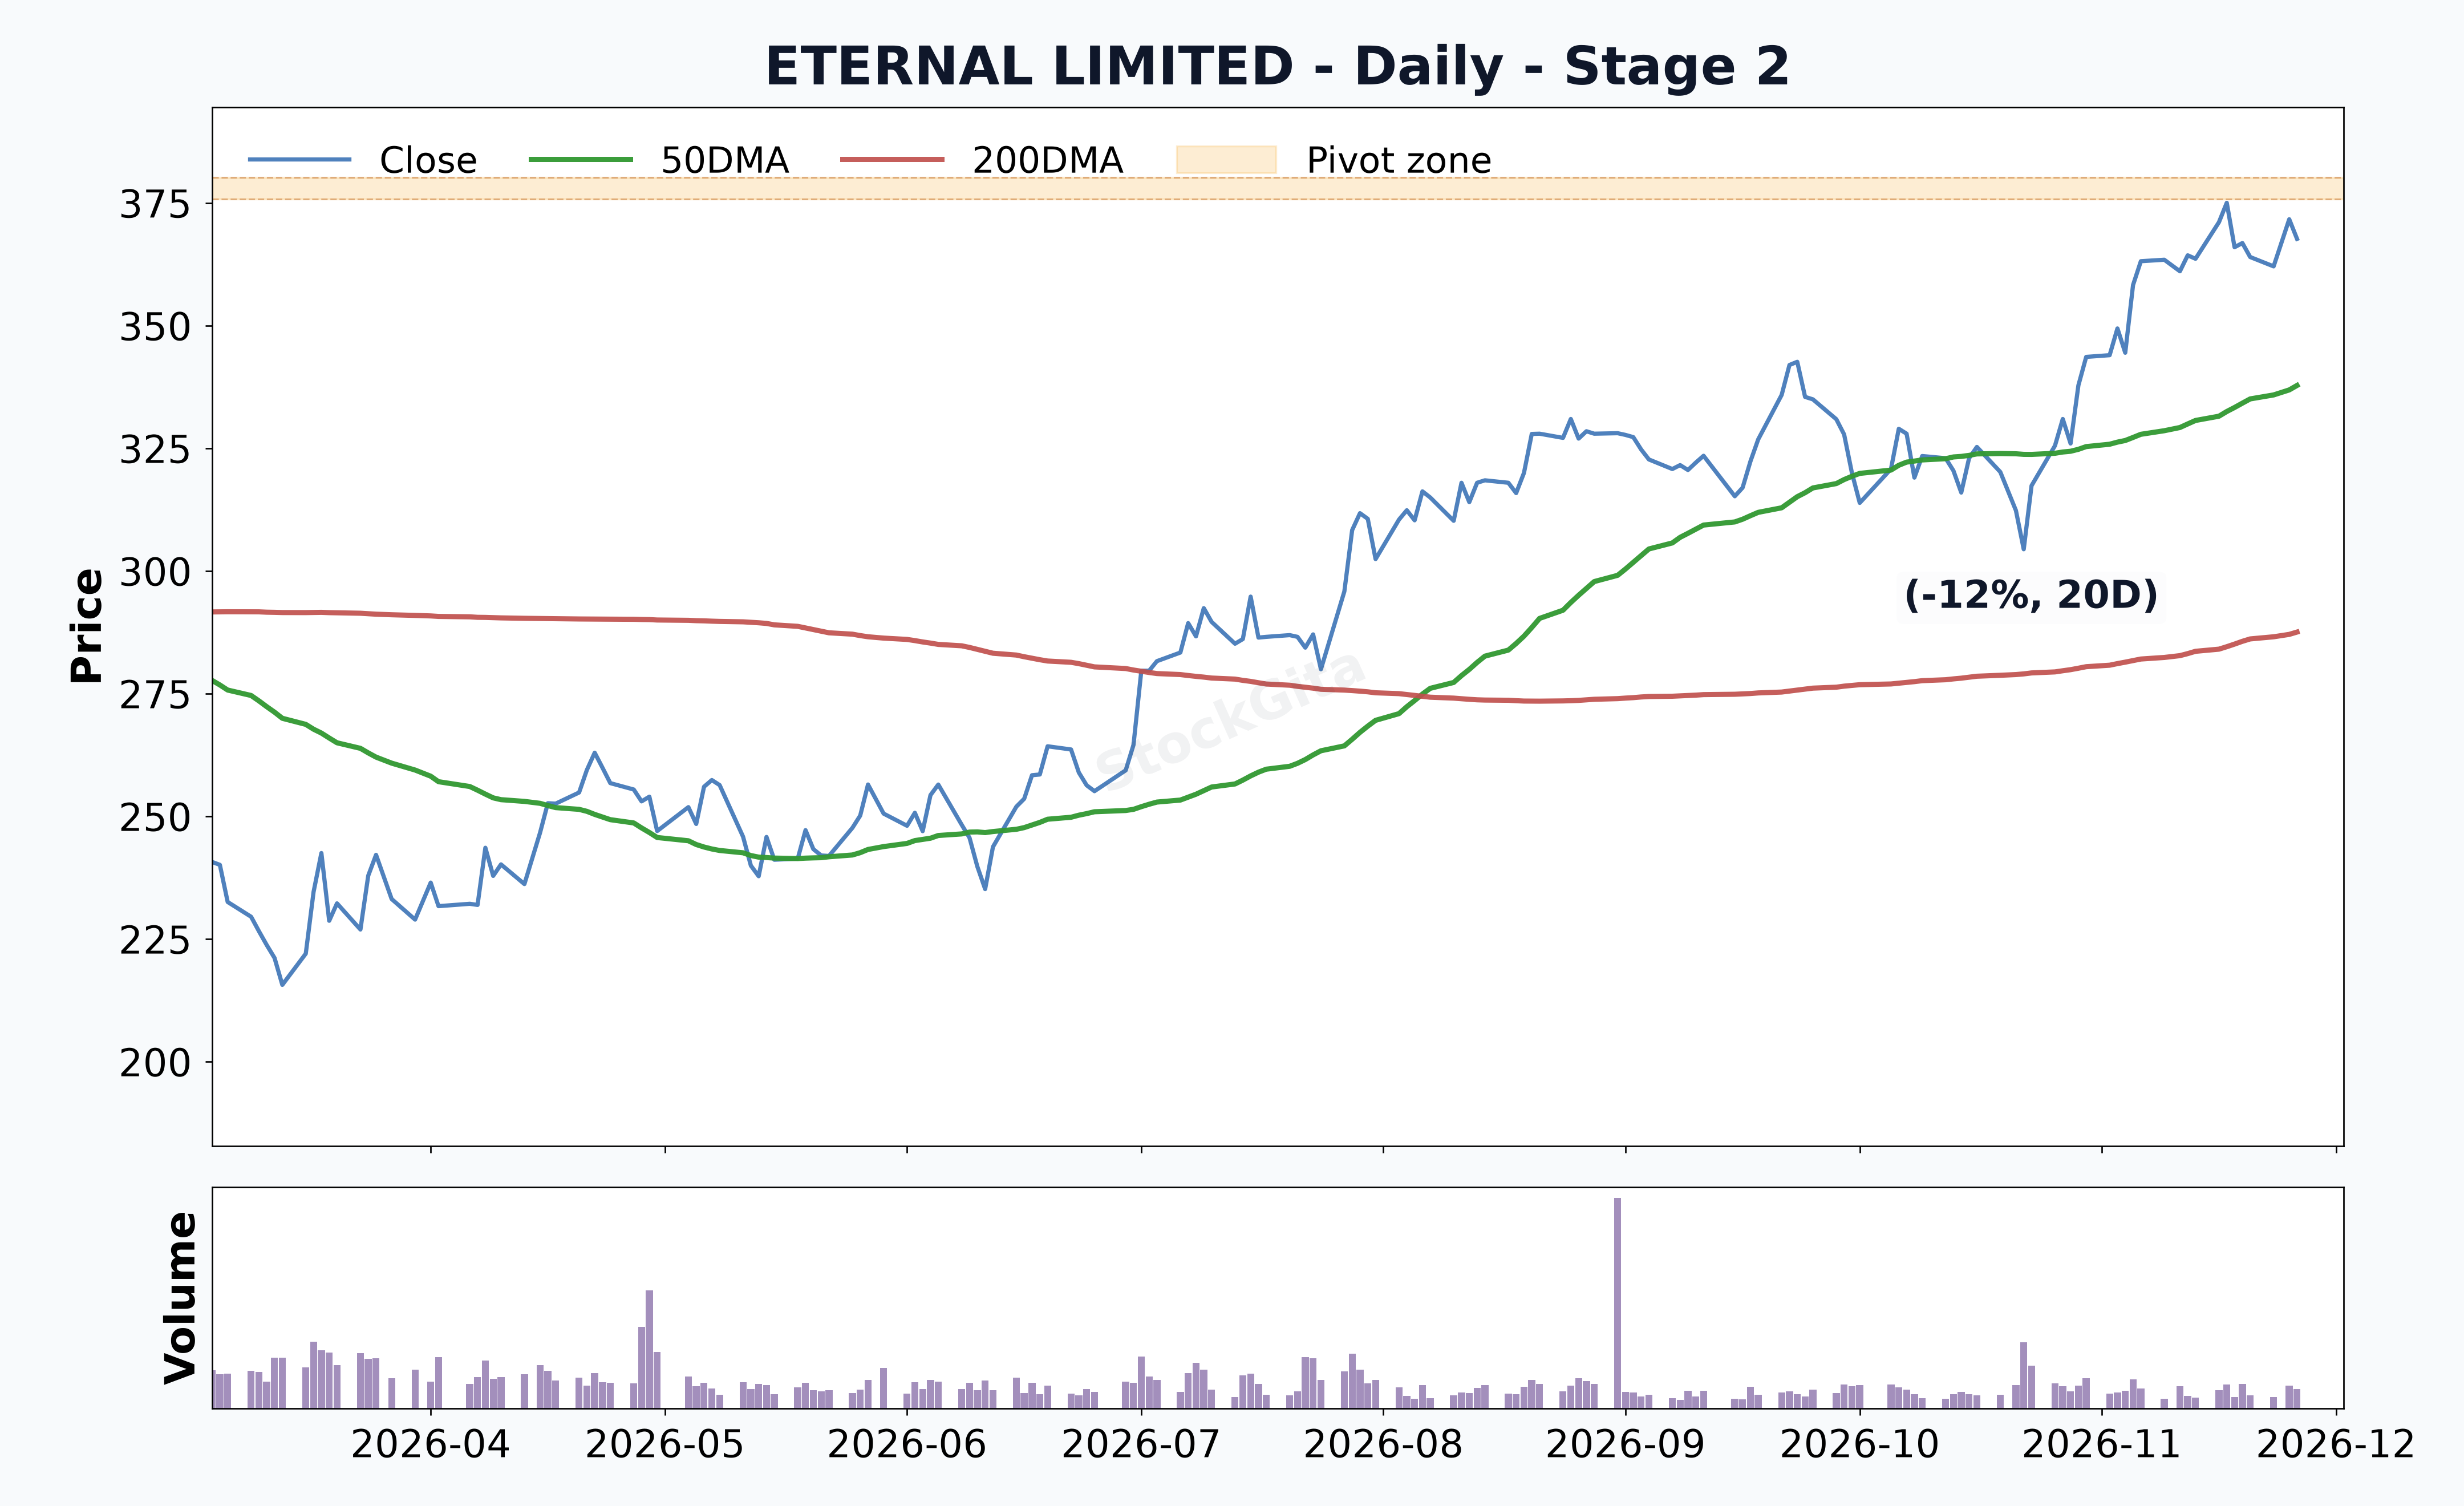 ETERNAL LIMITED - Daily - Stage 2
Close 50DMA 200DMA Pivot zone
375
350
325
300
275
250
225
200
Price
(-12%, 20D)
StockGita
Volume
2026-04 2026-05 2026-06 2026-07 2026-08 2026-09 2026-10 2026-11 2026-12